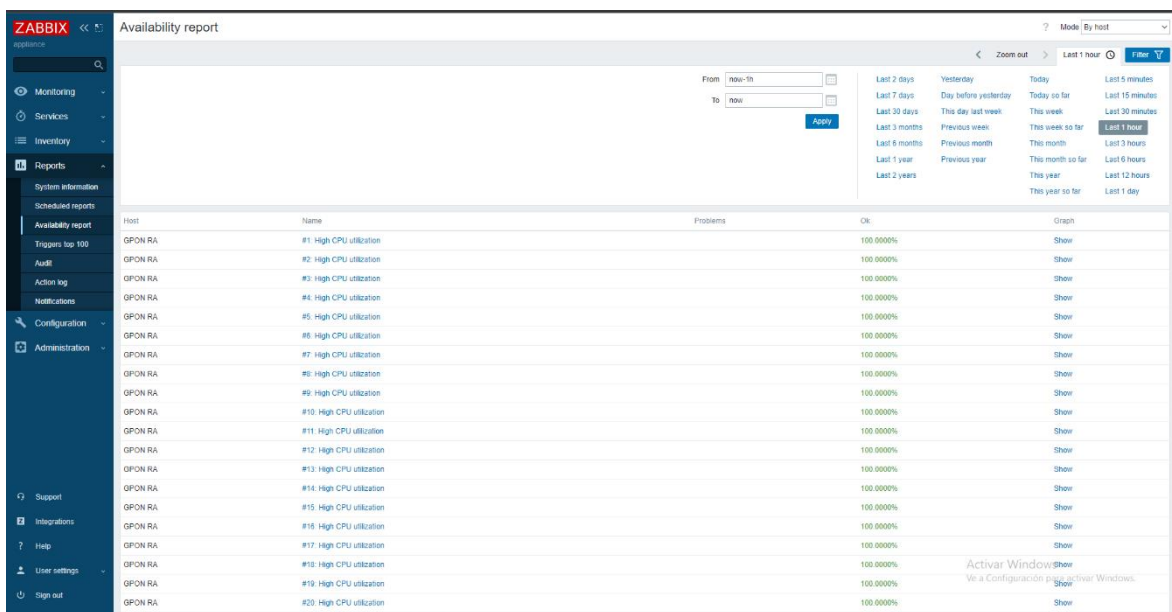 ZABBIX
appliance
Monitoring
Services
Inventory
Reports
System information
Scheduled reports
Availability report
Triggers top 100
Audit
Action log
Notifications
Configuration
Administration
Support
Integrations
Help
User settings
Sign out
Availability report
? Mode By host
Zoom out Last 1 hour Filter
From now-1h
To now
Apply
Last 2 days Yesterday Today Last 5 minutes
Last 7 days Day before yesterday Today so far Last 15 minutes
Last 30 days This day last week This week Last 30 minutes
Last 3 months Previous week This week so far Last 1 hour
Last 6 months Previous month This month Last 3 hours
Last 1 year Previous year This month so far Last 6 hours
Last 2 years This year Last 12 hours
This year so far Last 1 day
Host Name Problems Ok Graph
GPON RA #1: High CPU utilization 100.0000% Show
GPON RA #2: High CPU utilization 100.0000% Show
GPON RA #3: High CPU utilization 100.0000% Show
GPON RA #4: High CPU utilization 100.0000% Show
GPON RA #5: High CPU utilization 100.0000% Show
GPON RA #6: High CPU utilization 100.0000% Show
GPON RA #7: High CPU utilization 100.0000% Show
GPON RA #8: High CPU utilization 100.0000% Show
GPON RA #9: High CPU utilization 100.0000% Show
GPON RA #10: High CPU utilization 100.0000% Show
GPON RA #11: High CPU utilization 100.0000% Show
GPON RA #12: High CPU utilization 100.0000% Show
GPON RA #13: High CPU utilization 100.0000% Show
GPON RA #14: High CPU utilization 100.0000% Show
GPON RA #15: High CPU utilization 100.0000% Show
GPON RA #16: High CPU utilization 100.0000% Show
GPON RA #17: High CPU utilization 100.0000% Show
GPON RA #18: High CPU utilization 100.0000% Show
GPON RA #19: High CPU utilization 100.0000% Show
GPON RA #20: High CPU utilization 100.0000% Show
Activar Windows
Ve a Configuración para activar Windows.